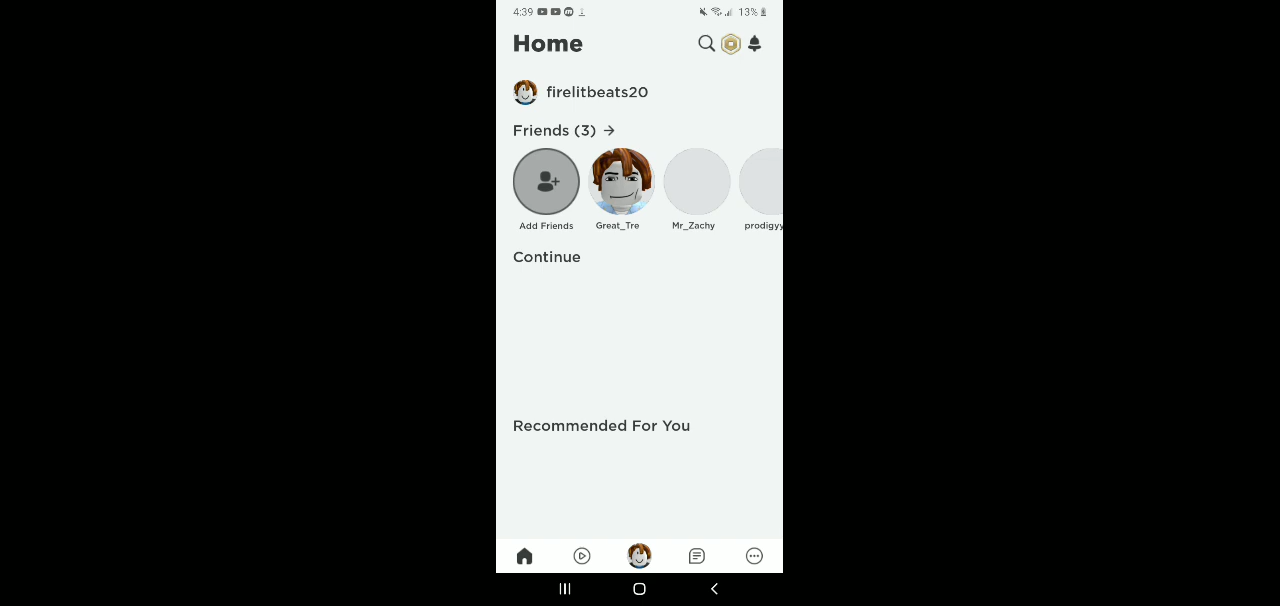 4:39 13%
Home
firelitbeats20
Friends (3)
Add Friends Great_Tre Mr_Zachy prodigyy
Continue
Recommended For You